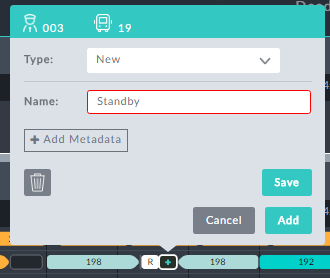 003 19
Type: New
Name: Standby
+ Add Metadata
Save
Cancel Add
198 R + 198 192